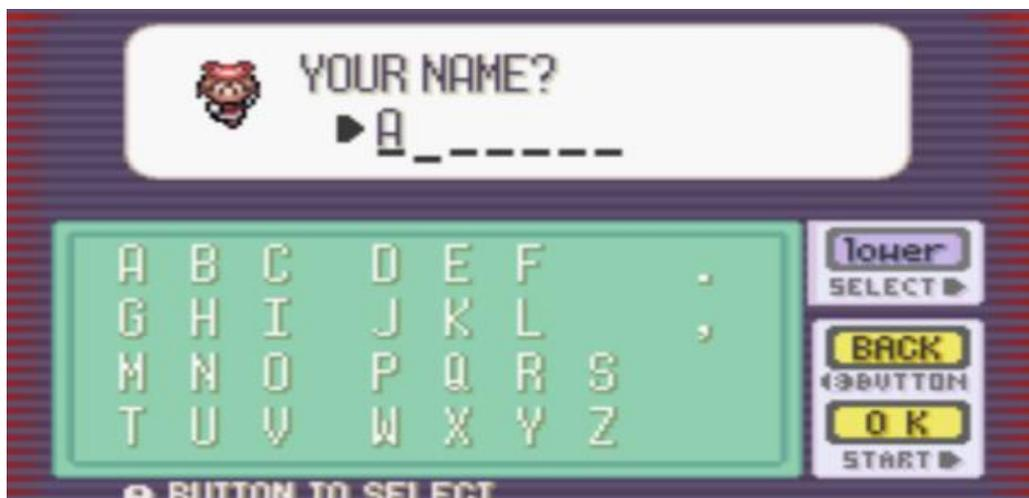 YOUR NAME?
A
A B C D E F .
G H I J K L ,
M N O P Q R S
T U V W X Y Z
lower
SELECT
BACK
B BUTTON
O K
START
BUTTON TO SELECT